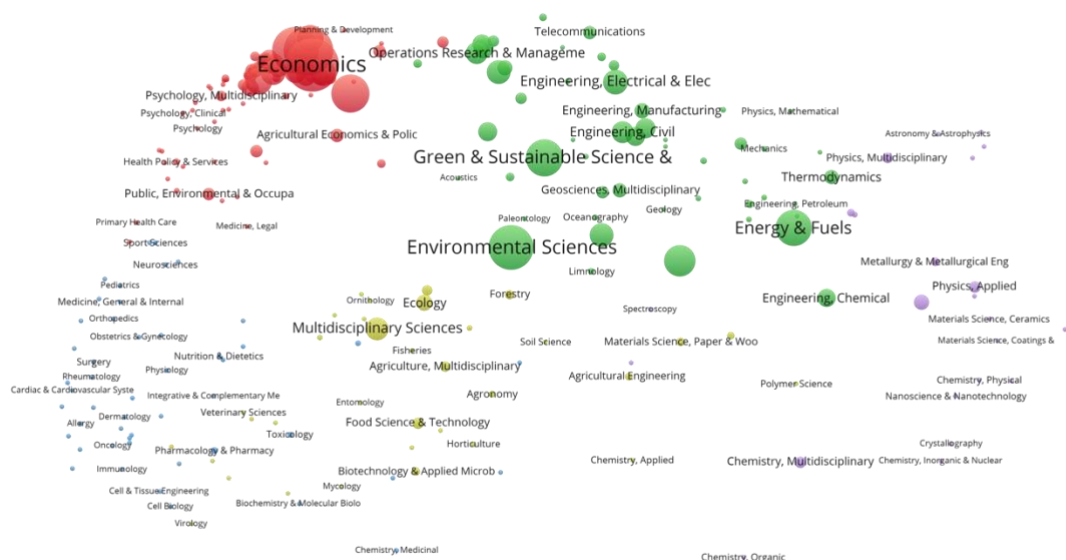 Planning & Development
Telecommunications
Operations Research & Manageme
Economics
Engineering, Electrical & Elec
Psychology, Multidisciplinary
Engineering, Manufacturing
Physics, Mathematical
Psychology, Clinical
Psychology
Agricultural Economics & Polic
Engineering, Civil
Astronomy & Astrophysics
Mechanics
Health Policy & Services
Green & Sustainable Science &
Physics, Multidisciplinary
Acoustics
Thermodynamics
Public, Environmental & Occupa
Geosciences, Multidisciplinary
Engineering, Petroleum
Geology
Primary Health Care
Medicine, Legal
Paleontology
Oceanography
Energy & Fuels
Sport Sciences
Environmental Sciences
Neurosciences
Limnology
Metallurgy & Metallurgical Eng
Pediatrics
Physics, Applied
Medicine, General & Internal
Ornithology
Ecology
Forestry
Engineering, Chemical
Spectroscopy
Orthopedics
Materials Science, Ceramics
Multidisciplinary Sciences
Obstetrics & Gynecology
Soil Science
Materials Science, Paper & Woo
Materials Science, Coatings &
Fisheries
Nutrition & Dietetics
Surgery
Physiology
Agriculture, Multidisciplinary
Rheumatology
Agricultural Engineering
Chemistry, Physical
Polymer Science
Cardiac & Cardiovascular Syste
Integrative & Complementary Me
Agronomy
Nanoscience & Nanotechnology
Entomology
Veterinary Sciences
Dermatology
Allergy
Food Science & Technology
Toxicology
Oncology
Horticulture
Crystallography
Pharmacology & Pharmacy
Chemistry, Applied
Chemistry, Multidisciplinary
Chemistry, Inorganic & Nuclear
Immunology
Biotechnology & Applied Microb
Mycology
Cell & Tissue Engineering
Cell Biology
Biochemistry & Molecular Biolo
Virology
Chemistry, Medicinal
Chemistry, Organic